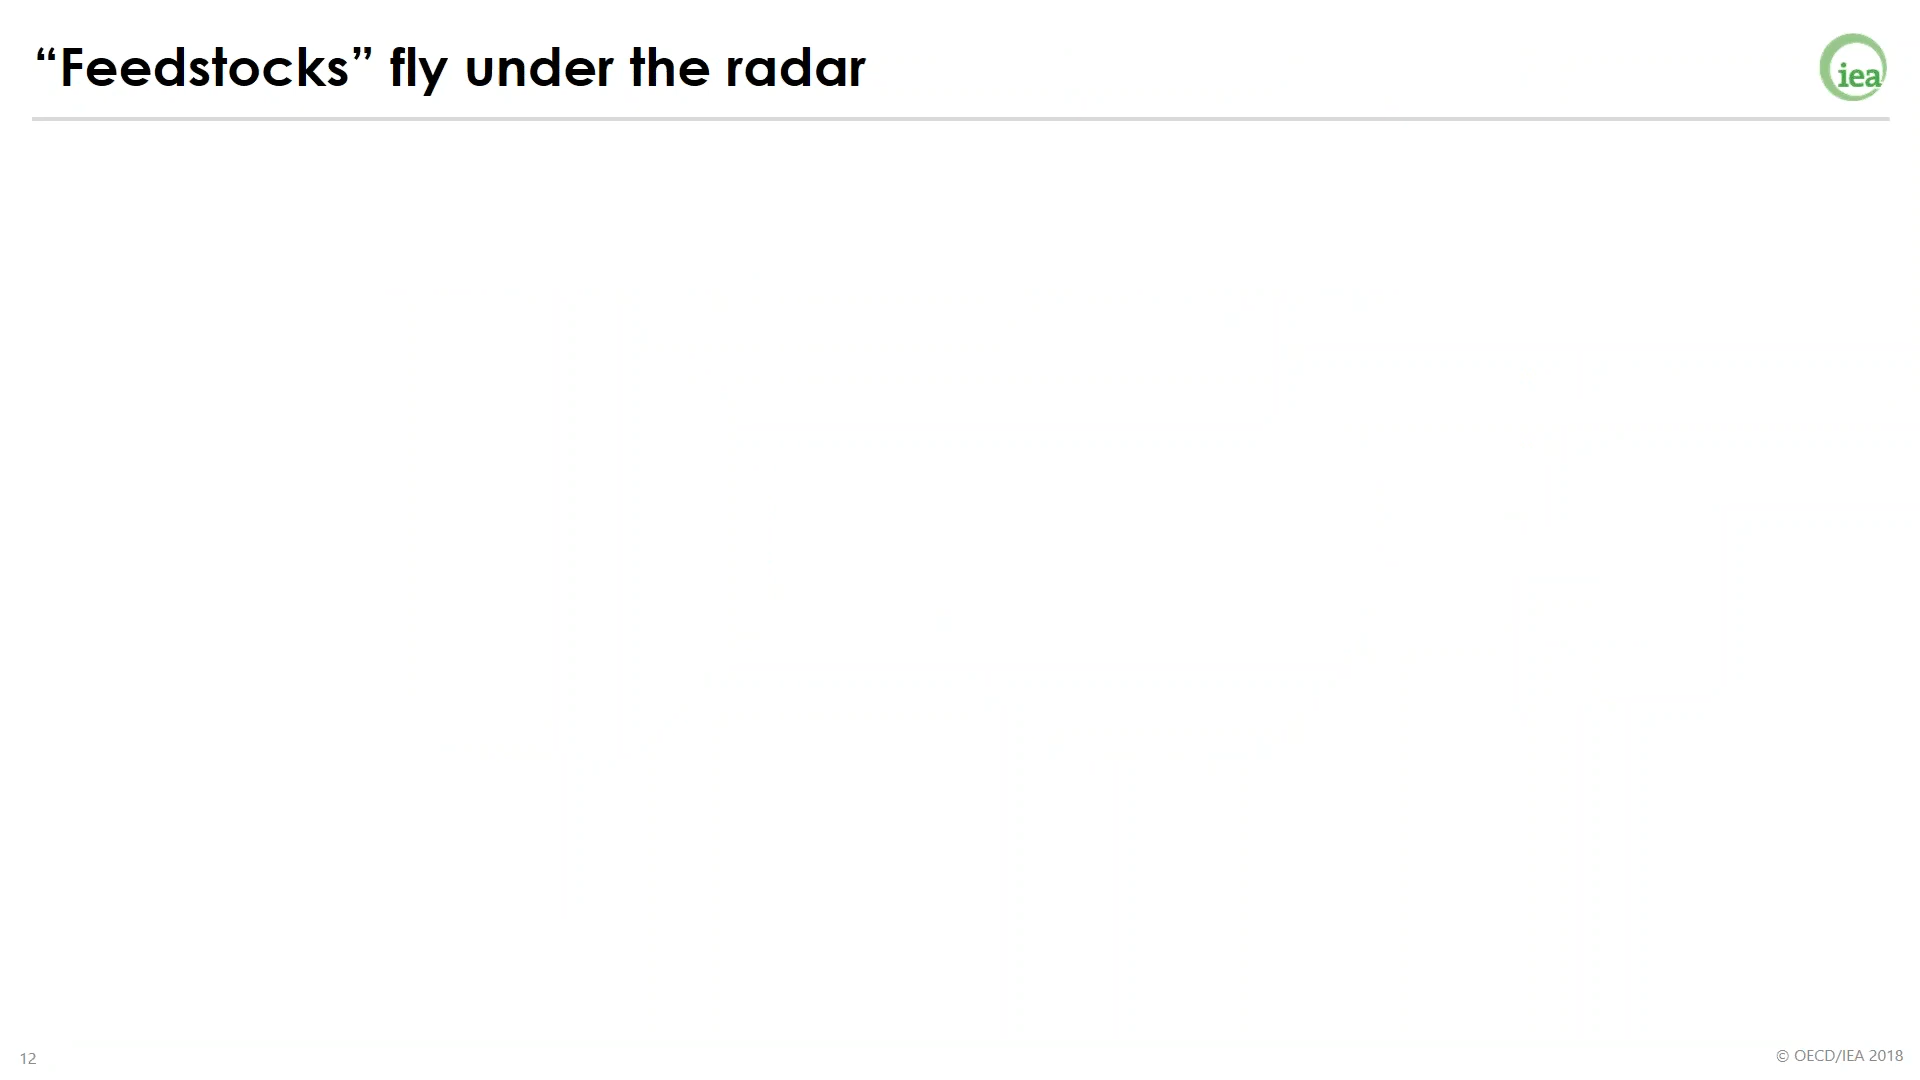 “Feedstocks” fly under the radar
iea
12
© OECD/IEA 2018